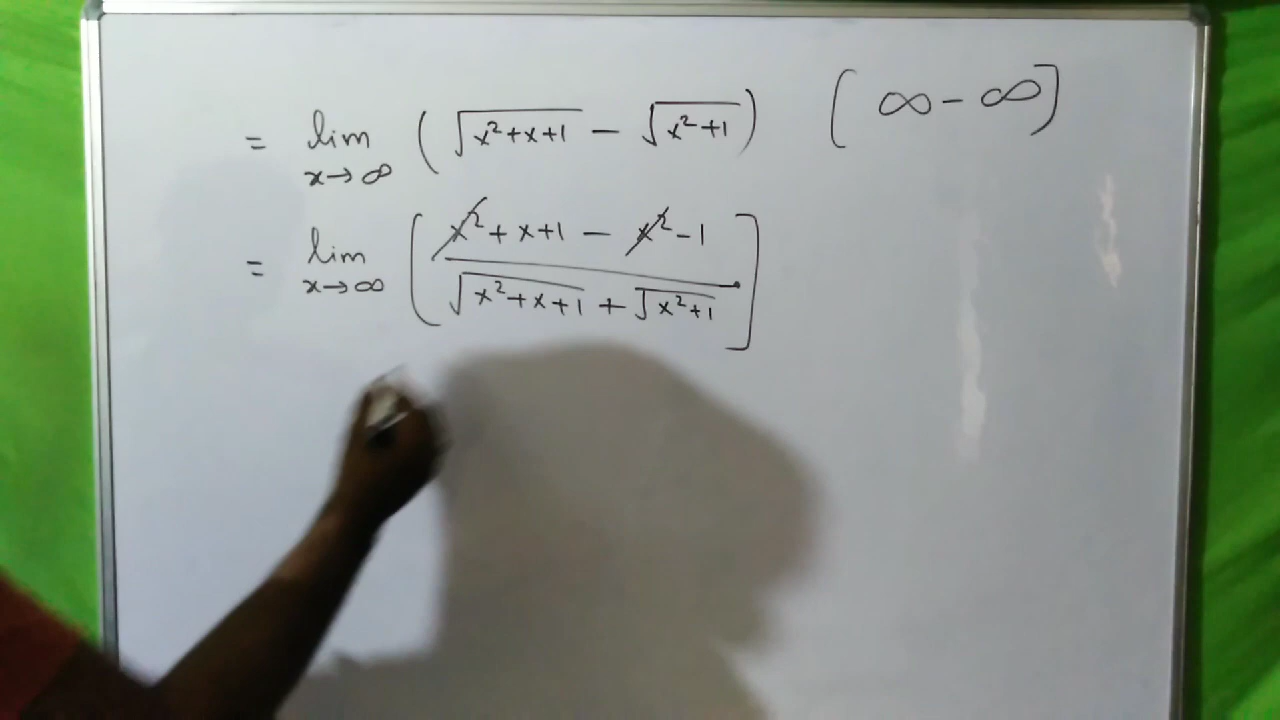 = lim x→∞ (√(x²+x+1) − √(x²+1)) [∞ − ∞]
= lim x→∞ [(x²+x+1 − x²−1) / (√(x²+x+1) + √(x²+1))]